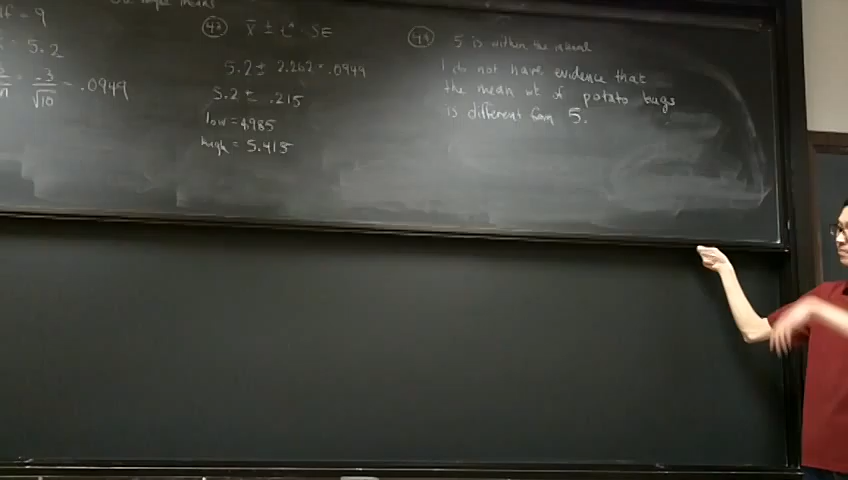 df = 9
= 5.2
= .3 / √10 = .0949
43 x̄ ± t* · SE
5.2 ± 2.262 · .0949
5.2 ± .215
low = 4.985
high = 5.415
44 5 is within the interval
I do not have evidence that
the mean wt of potato bugs
is different from 5.